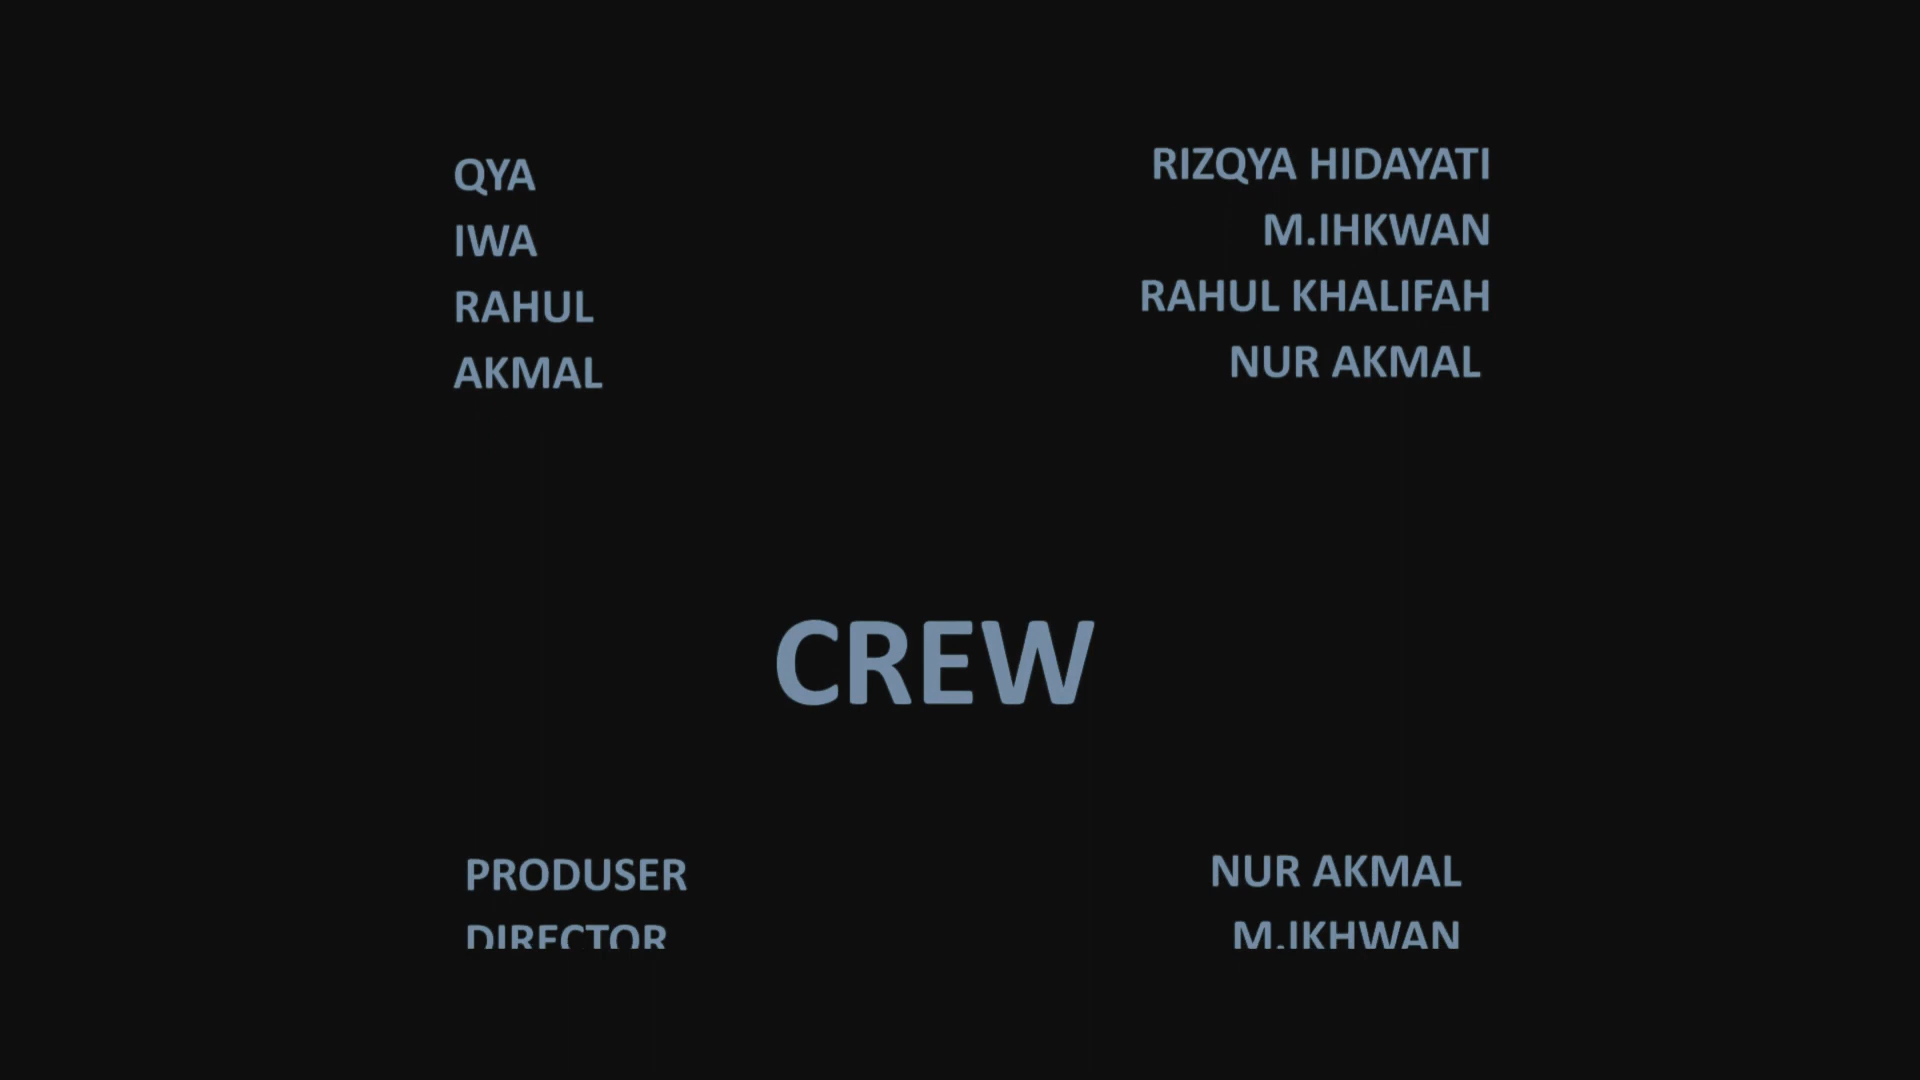 QYA RIZQYA HIDAYATI
IWA M.IHKWAN
RAHUL RAHUL KHALIFAH
AKMAL NUR AKMAL
CREW
PRODUSER NUR AKMAL
DIRECTOR M.IKHWAN